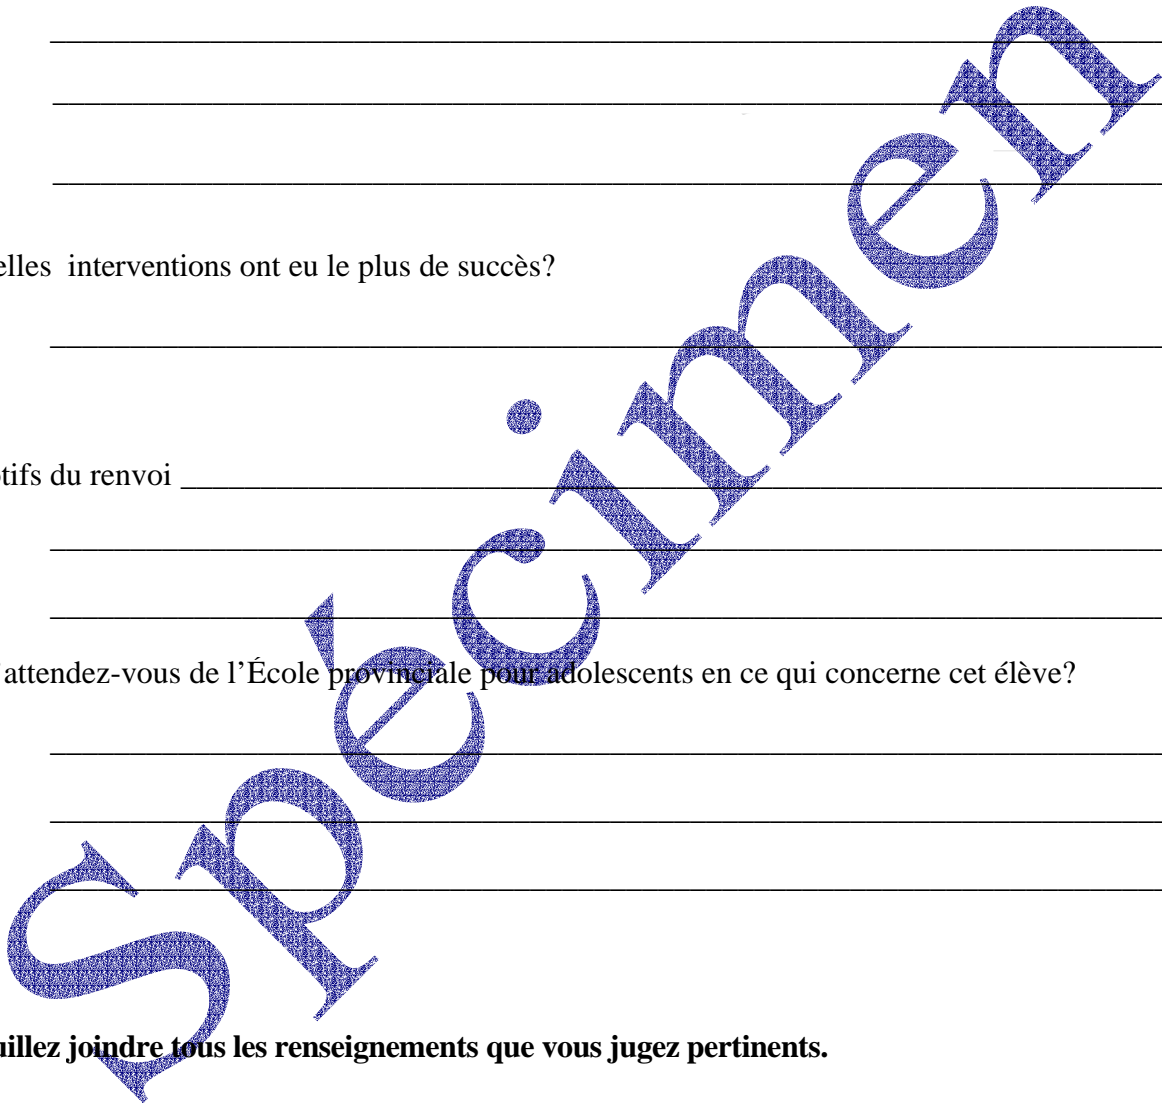 elles interventions ont eu le plus de succès?
tifs du renvoi
'attendez-vous de l'École provinciale pour adolescents en ce qui concerne cet élève?
uillez joindre tous les renseignements que vous jugez pertinents.
Spécimen